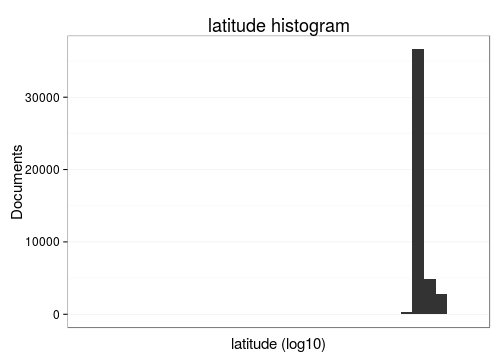 latitude histogram
Documents
30000
20000
10000
0
latitude (log10)